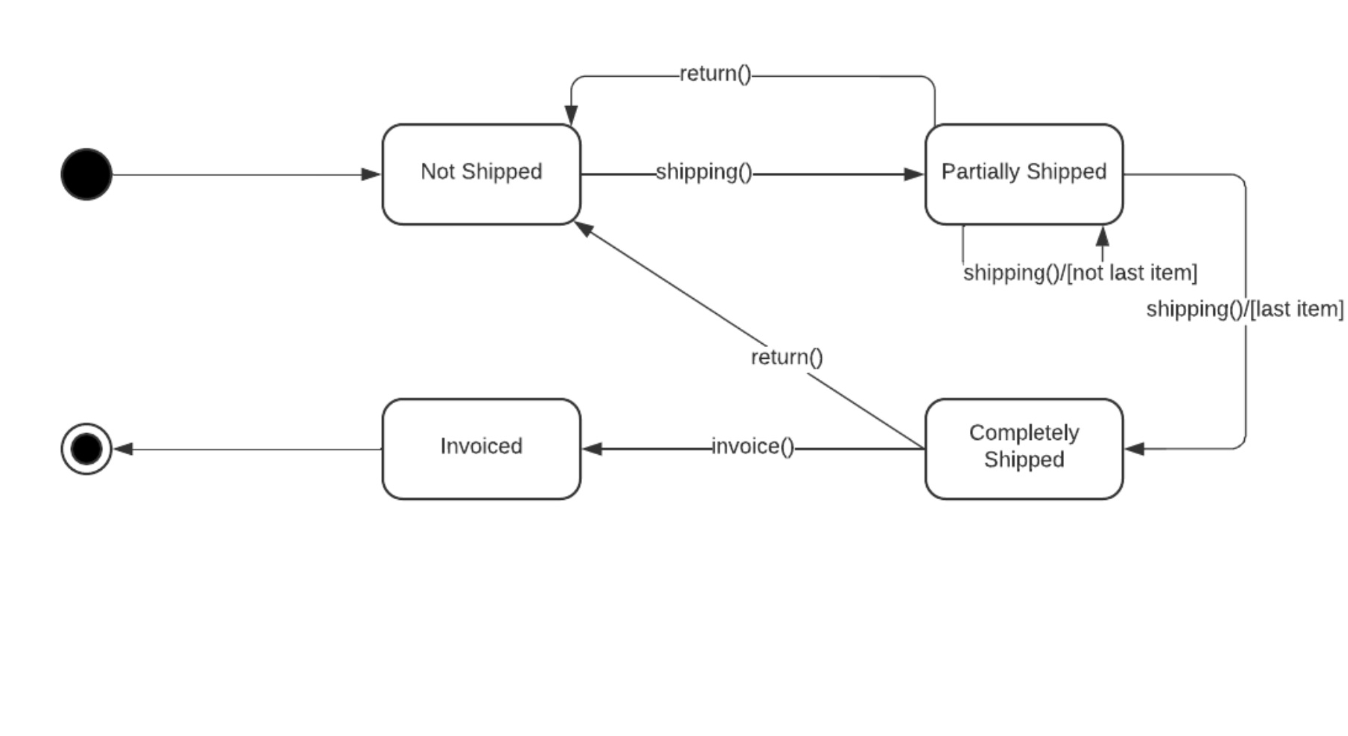 return()
Not Shipped
shipping()
Partially Shipped
shipping()/[not last item]
shipping()/[last item]
return()
Invoiced
invoice()
Completely
Shipped